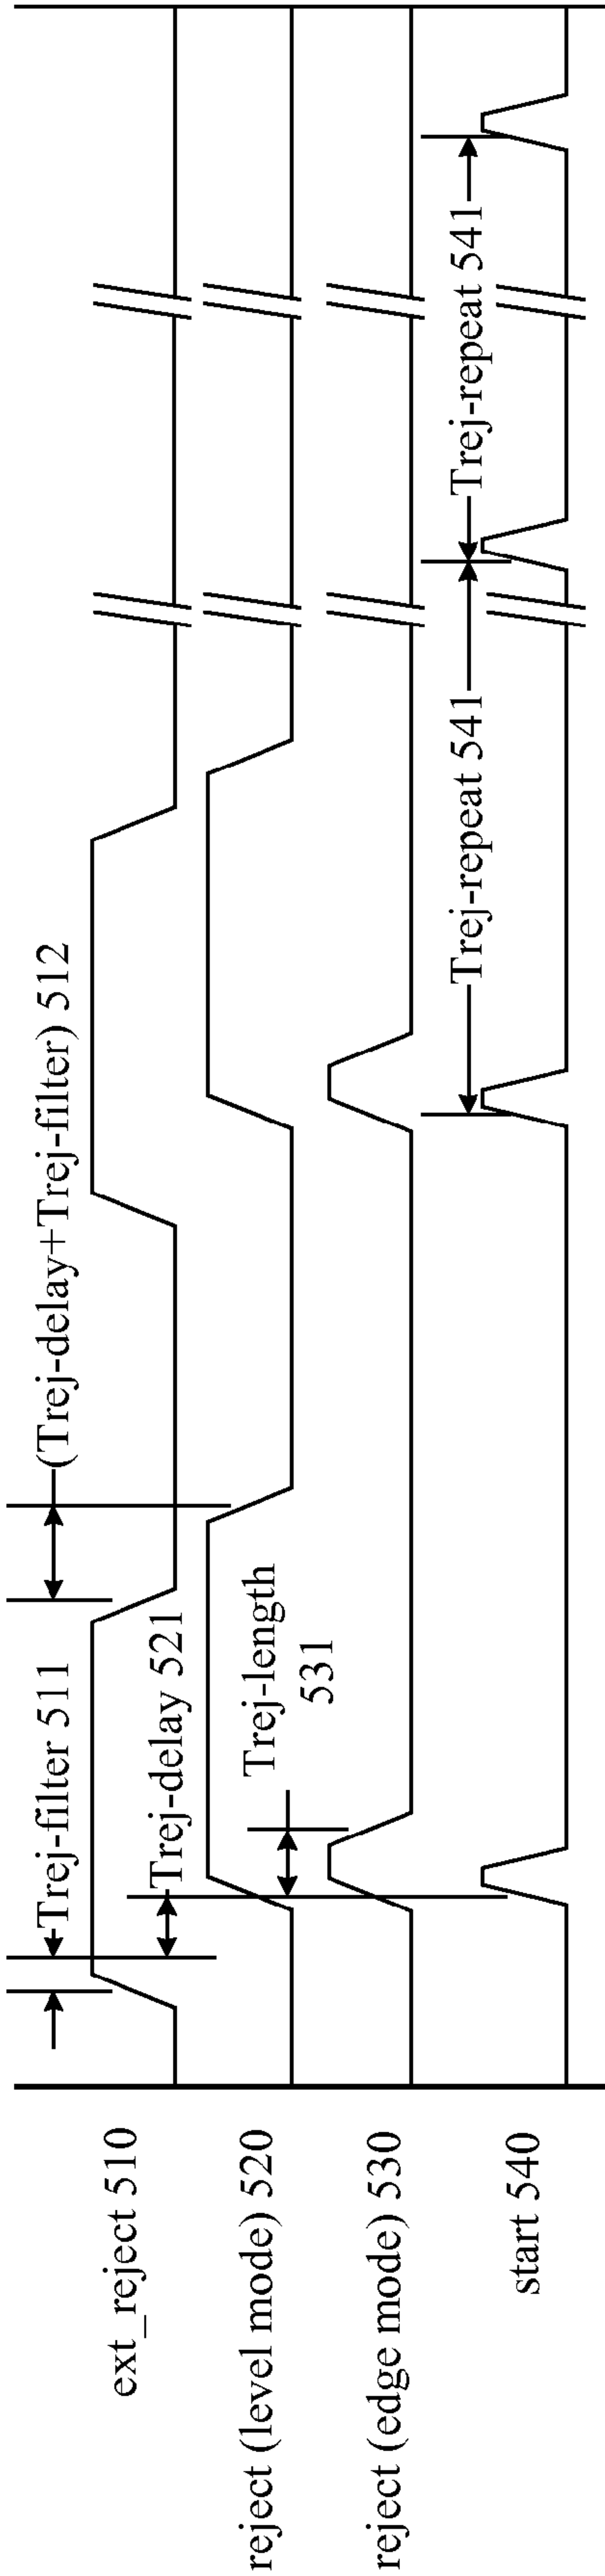 (Trej-delay+Trej-filter) 512
Trej-filter 511
ext_reject 510
Trej-delay 521
reject (level mode) 520
Trej-length
531
reject (edge mode) 530
Trej-repeat 541
Trej-repeat 541
start 540